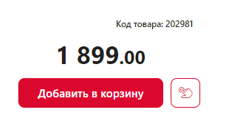 Код товара: 202981
1 899.00
Добавить в корзину